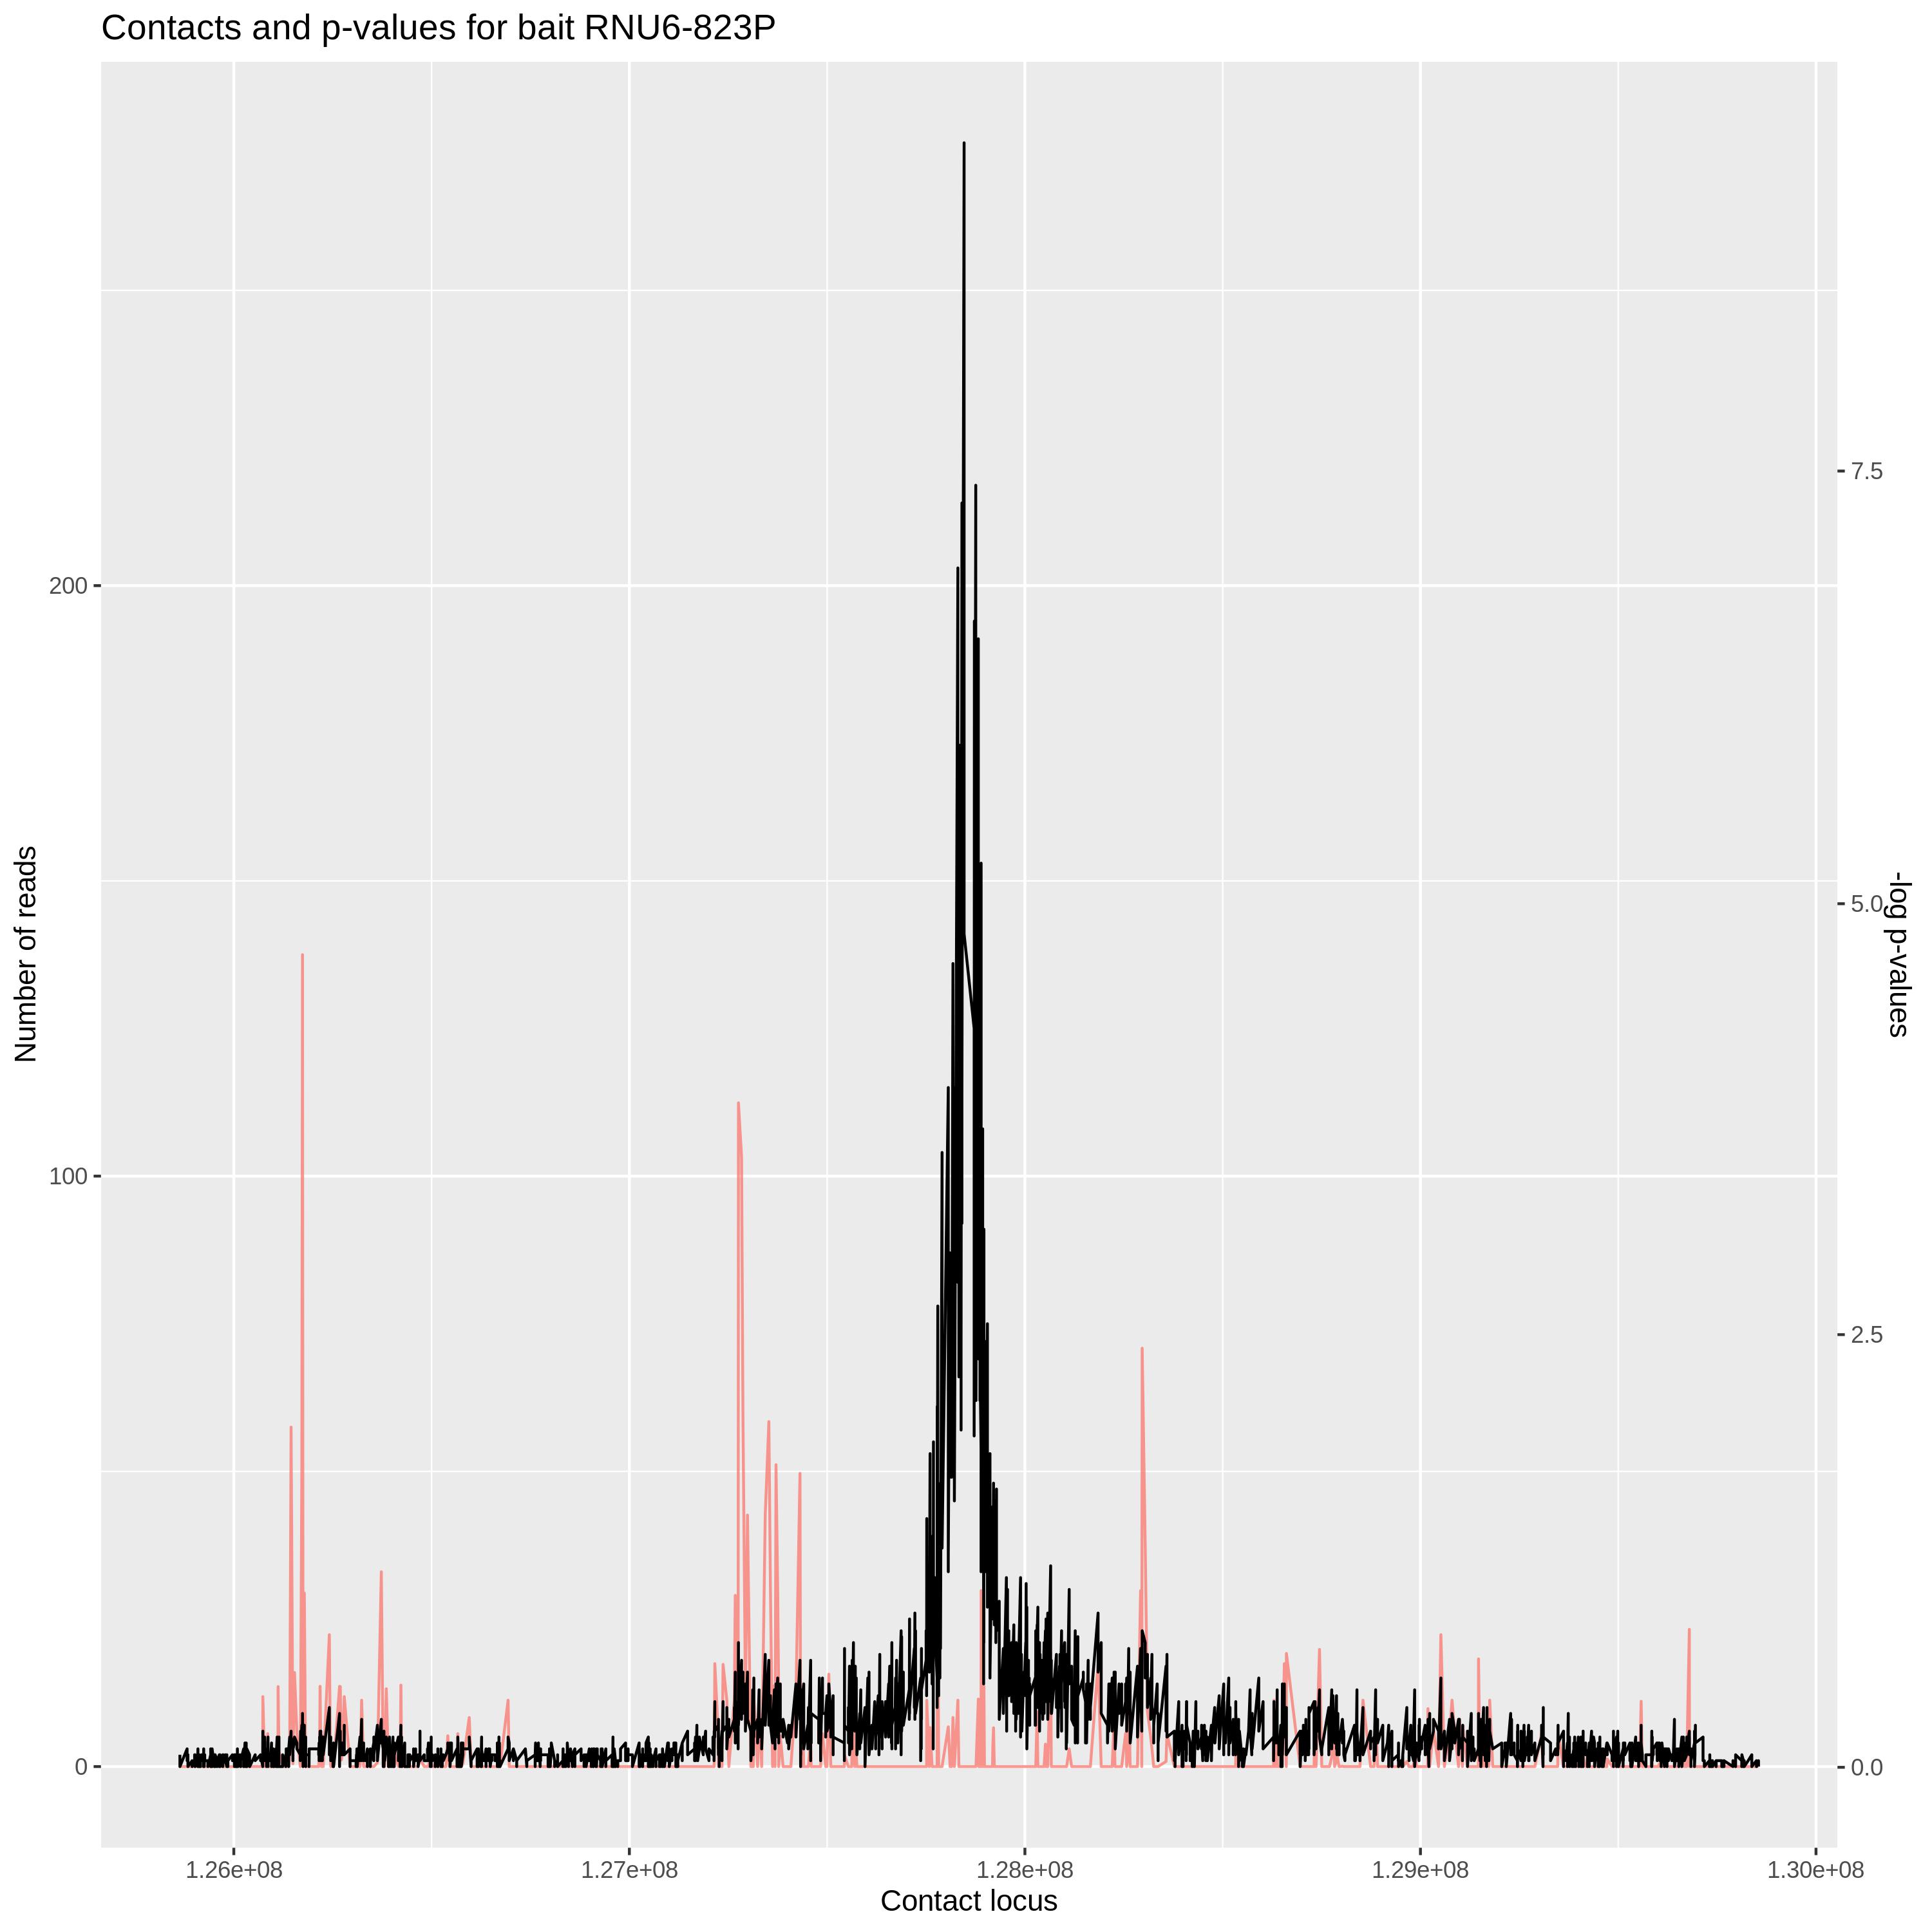 Contacts and p-values for bait RNU6-823P
Number of reads
200
100
0
7.5
5.0
2.5
0.0
-log p-values
1.26e+08
1.27e+08
1.28e+08
1.29e+08
1.30e+08
Contact locus